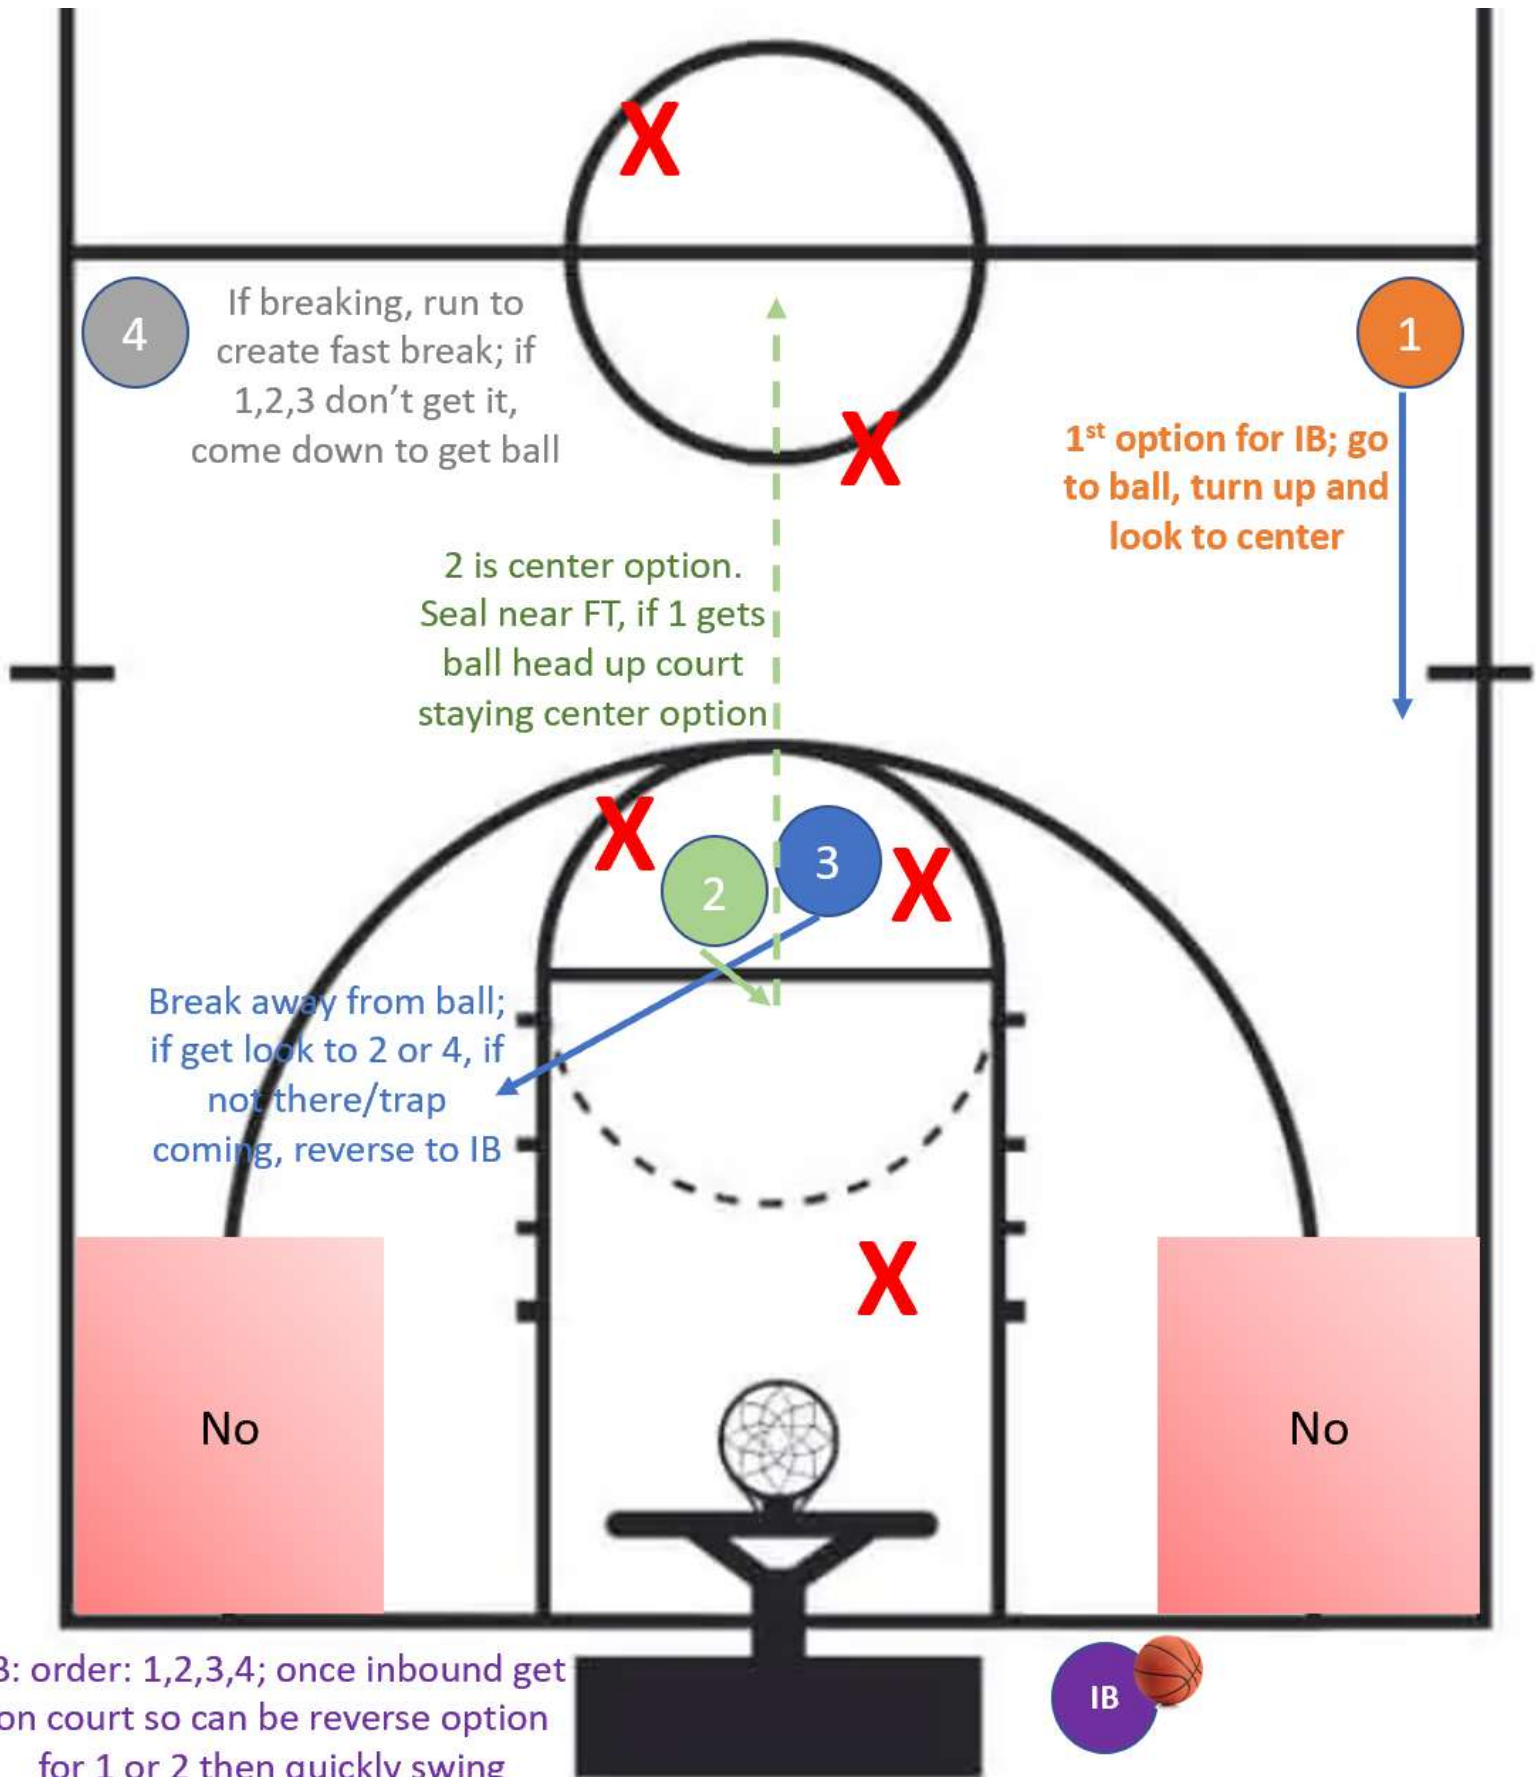 X
4
If breaking, run to
create fast break; if
1,2,3 don't get it,
come down to get ball
1
1st option for IB; go
to ball, turn up and
look to center
X
2 is center option.
Seal near FT, if 1 gets
ball head up court
staying center option
X
2
3
X
Break away from ball;
if get look to 2 or 4, if
not there/trap
coming, reverse to IB
X
No
No
IB
: order: 1,2,3,4; once inbound get
on court so can be reverse option
for 1 or 2 then quickly swing